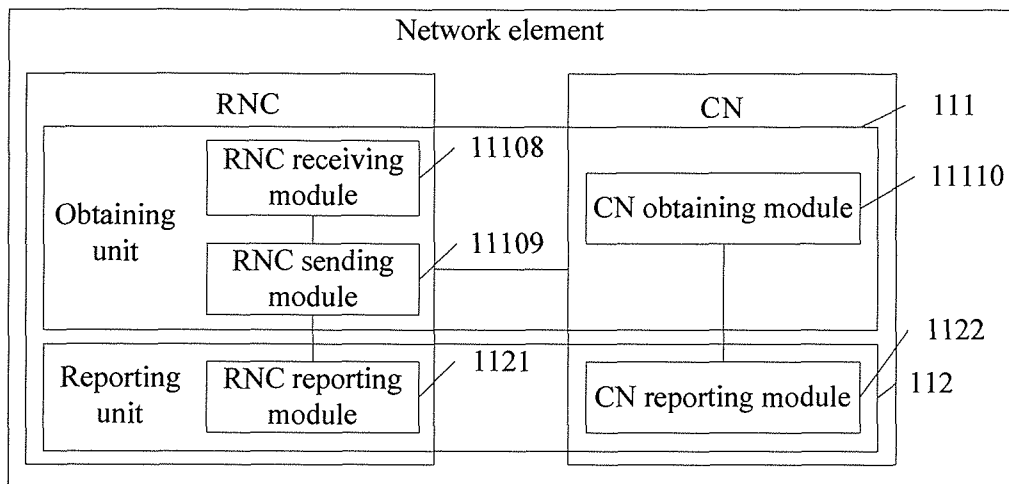 Network element
RNC
CN
111
RNC receiving
module
11108
Obtaining
unit
CN obtaining module
11110
RNC sending
module
11109
Reporting
unit
RNC reporting
module
1121
CN reporting module
1122
112